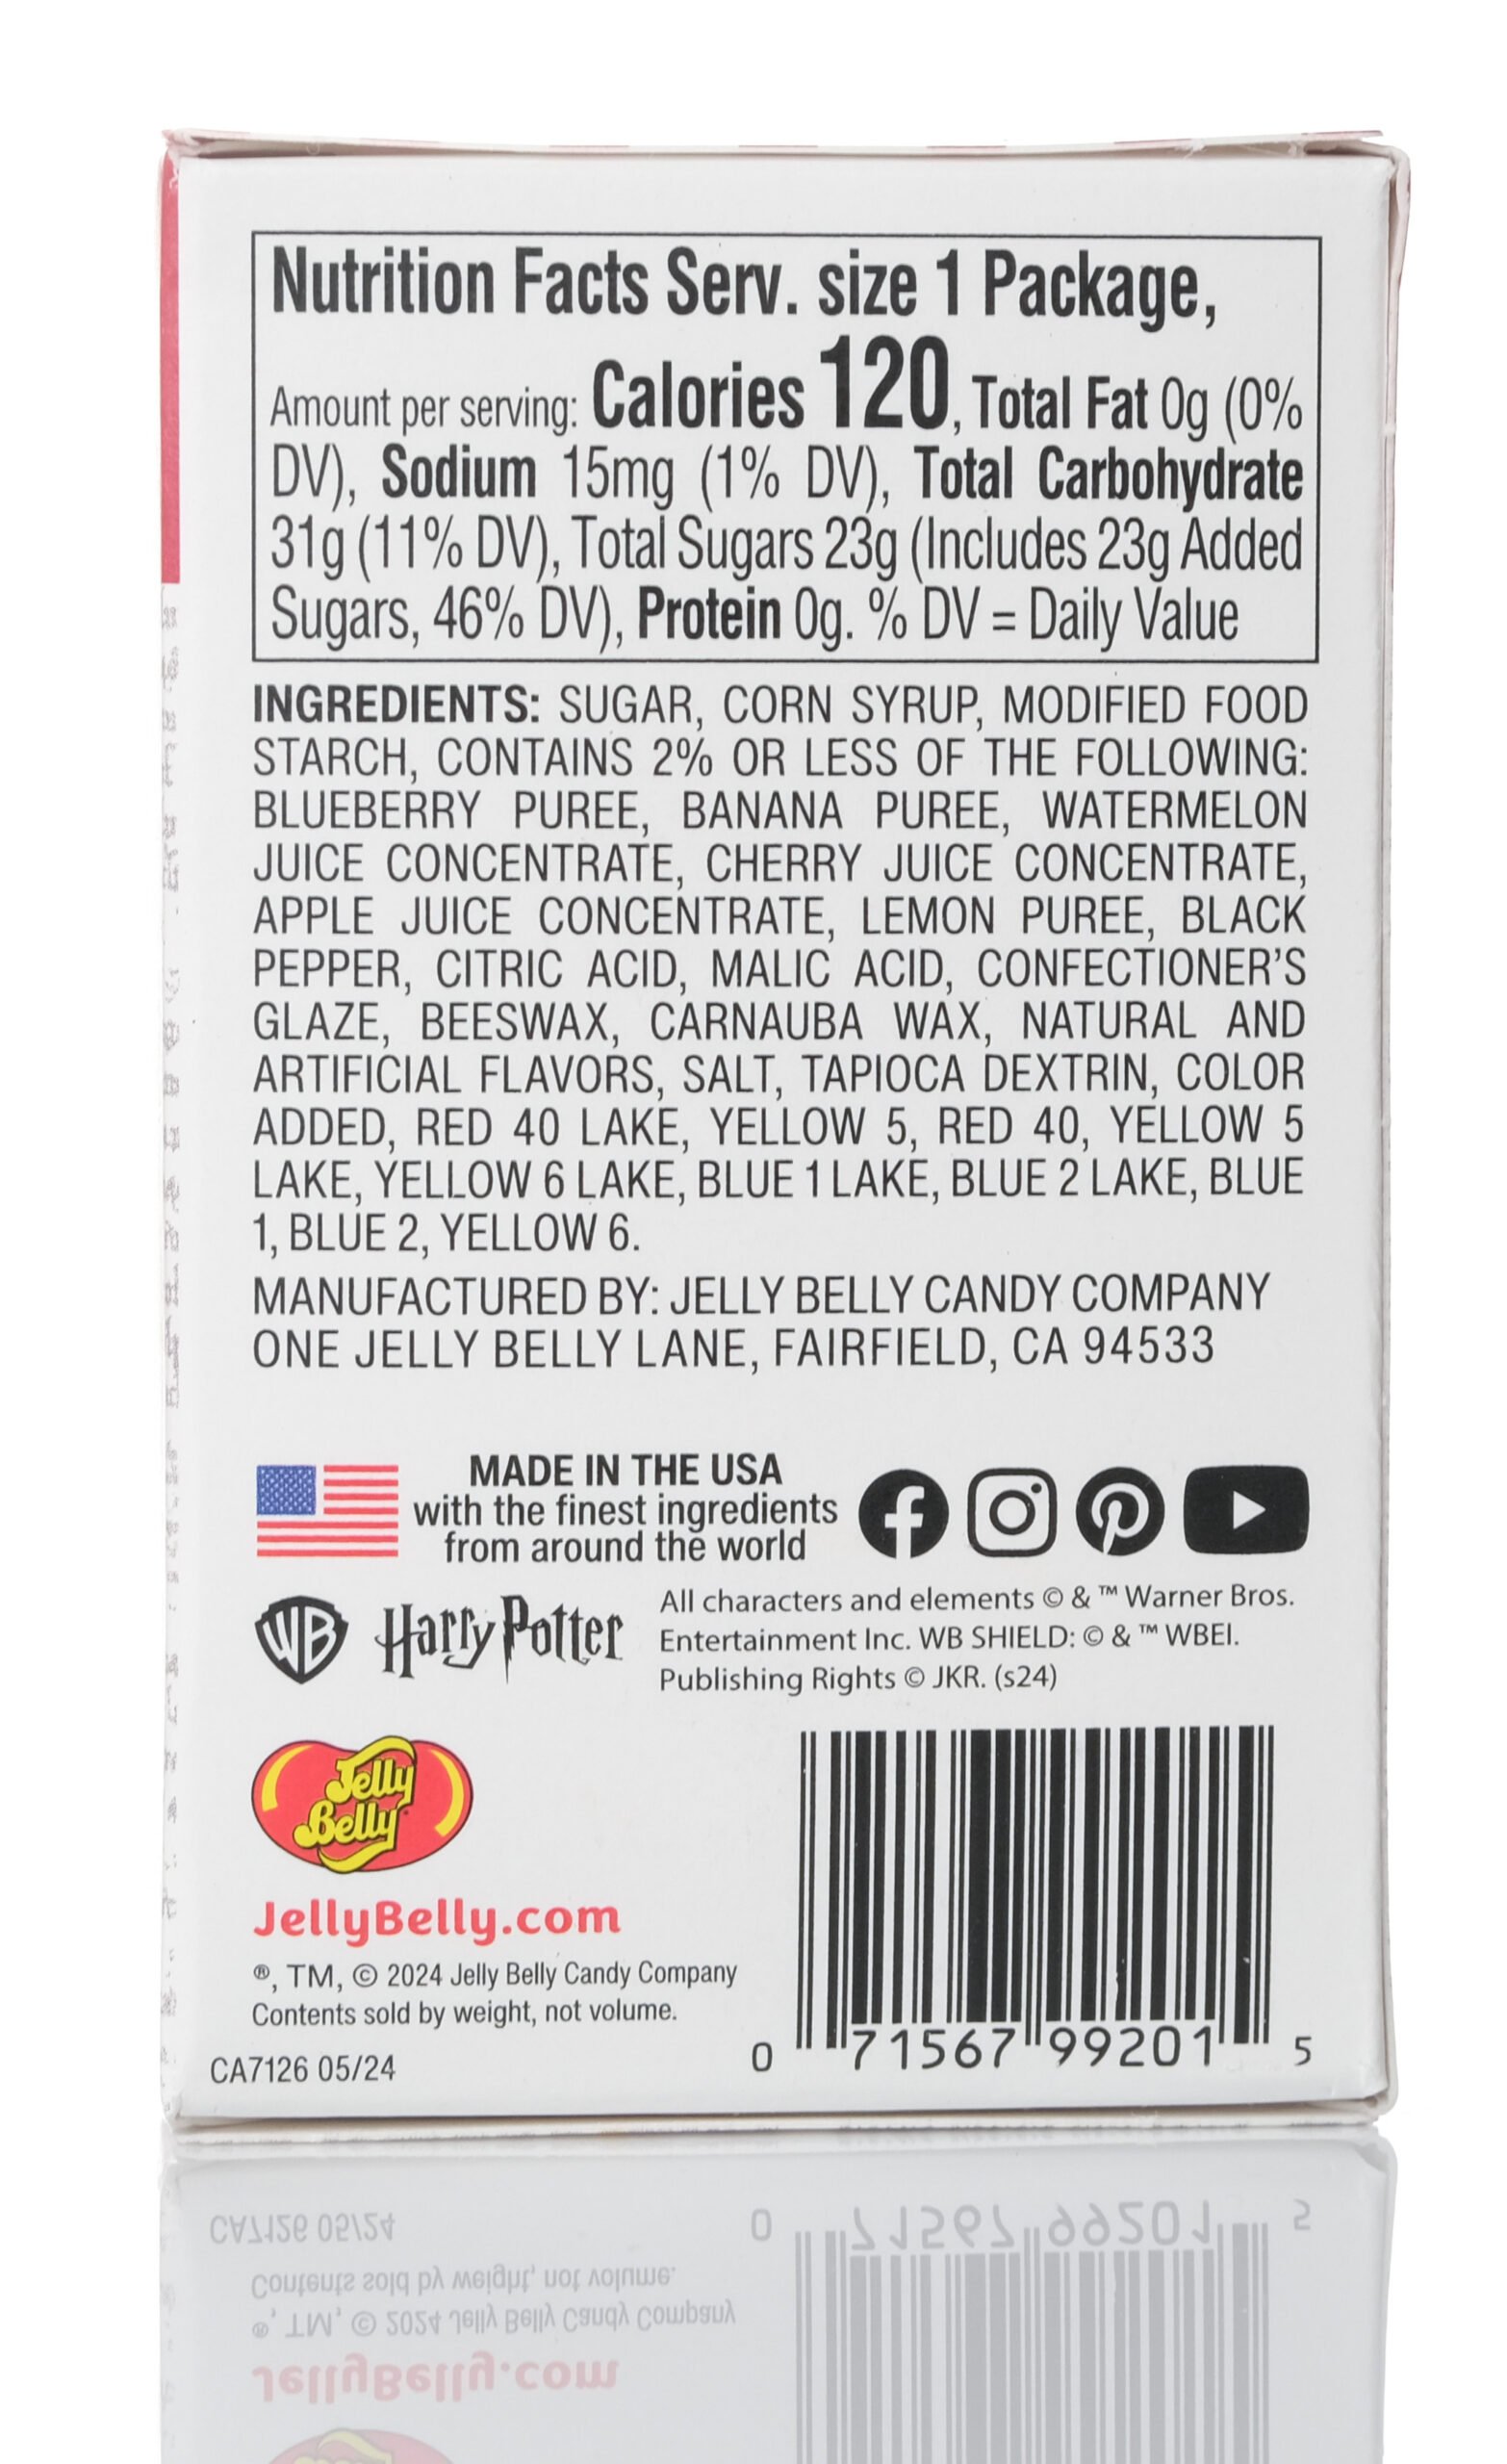 Nutrition Facts Serv. size 1 Package,
Amount per serving: Calories 120, Total Fat 0g (0%
DV), Sodium 15mg (1% DV), Total Carbohydrate
31g (11% DV), Total Sugars 23g (Includes 23g Added
Sugars, 46% DV), Protein 0g. % DV = Daily Value
INGREDIENTS: SUGAR, CORN SYRUP, MODIFIED FOOD
STARCH, CONTAINS 2% OR LESS OF THE FOLLOWING:
BLUEBERRY PUREE, BANANA PUREE, WATERMELON
JUICE CONCENTRATE, CHERRY JUICE CONCENTRATE,
APPLE JUICE CONCENTRATE, LEMON PUREE, BLACK
PEPPER, CITRIC ACID, MALIC ACID, CONFECTIONER'S
GLAZE, BEESWAX, CARNAUBA WAX, NATURAL AND
ARTIFICIAL FLAVORS, SALT, TAPIOCA DEXTRIN, COLOR
ADDED, RED 40 LAKE, YELLOW 5, RED 40, YELLOW 5
LAKE, YELLOW 6 LAKE, BLUE 1 LAKE, BLUE 2 LAKE, BLUE
1, BLUE 2, YELLOW 6.
MANUFACTURED BY: JELLY BELLY CANDY COMPANY
ONE JELLY BELLY LANE, FAIRFIELD, CA 94533
MADE IN THE USA
with the finest ingredients
from around the world
WB Harry Potter
All characters and elements © & ™ Warner Bros.
Entertainment Inc. WB SHIELD: © & ™ WBEI.
Publishing Rights © JKR. (s24)
Jelly
Belly
JellyBelly.com
®, TM, © 2024 Jelly Belly Candy Company
Contents sold by weight, not volume.
CA7126 05/24
0 71567 99201 5